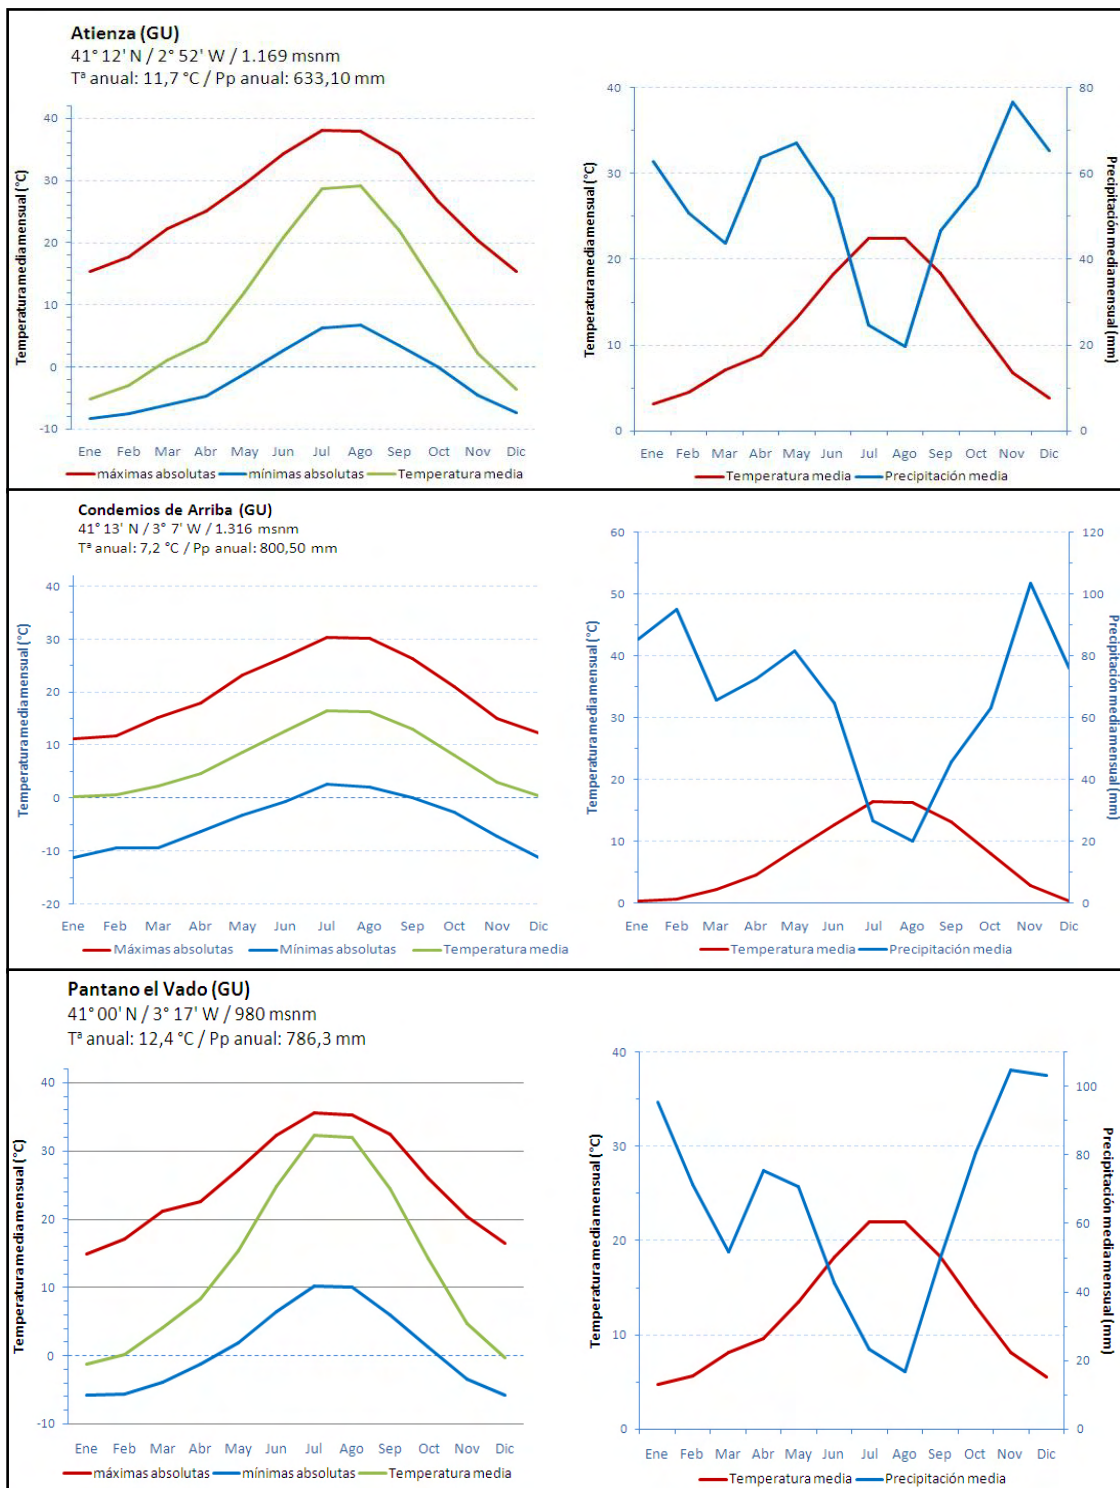 Atienza (GU)
41° 12' N / 2° 52' W / 1.169 msnm
Tª anual: 11,7 °C / Pp anual: 633,10 mm
Temperatura media mensual (°C)
40
30
20
10
0
-10
Ene Feb Mar Abr May Jun Jul Ago Sep Oct Nov Dic
máximas absolutas mínimas absolutas Temperatura media
Temperatura media mensual (°C)
40
30
20
10
0
80
60
40
20
0
Precipitación media mensual (mm)
Ene Feb Mar Abr May Jun Jul Ago Sep Oct Nov Dic
Temperatura media Precipitación media
Condemios de Arriba (GU)
41° 13' N / 3° 7' W / 1.316 msnm
Tª anual: 7,2 °C / Pp anual: 800,50 mm
Temperatura media mensual (°C)
40
30
20
10
0
-10
-20
Ene Feb Mar Abr May Jun Jul Ago Sep Oct Nov Dic
Máximas absolutas Mínimas absolutas Temperatura media
Temperatura media mensual (°C)
60
50
40
30
20
10
0
120
100
80
60
40
20
0
Precipitación media mensual (mm)
Ene Feb Mar Abr May Jun Jul Ago Sep Oct Nov Dic
Temperatura media Precipitación media
Pantano el Vado (GU)
41° 00' N / 3° 17' W / 980 msnm
Tª anual: 12,4 °C / Pp anual: 786,3 mm
Temperatura media mensual (°C)
40
30
20
10
0
-10
Ene Feb Mar Abr May Jun Jul Ago Sep Oct Nov Dic
máximas absolutas mínimas absolutas Temperatura media
Temperatura media mensual (°C)
40
30
20
10
0
100
80
60
40
20
0
Precipitación media mensual (mm)
Ene Feb Mar Abr May Jun Jul Ago Sep Oct Nov Dic
Temperatura media Precipitación media